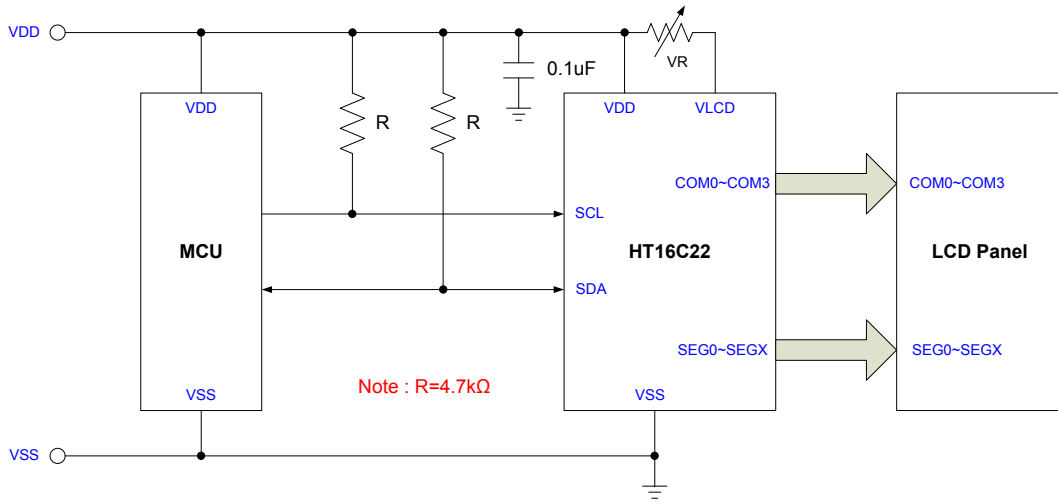 VDD
0.1uF
VR
VDD
R
R
VDD
VLCD
COM0~COM3
COM0~COM3
SCL
MCU
HT16C22
LCD Panel
SDA
SEG0~SEGX
SEG0~SEGX
Note : R=4.7kΩ
VSS
VSS
VSS